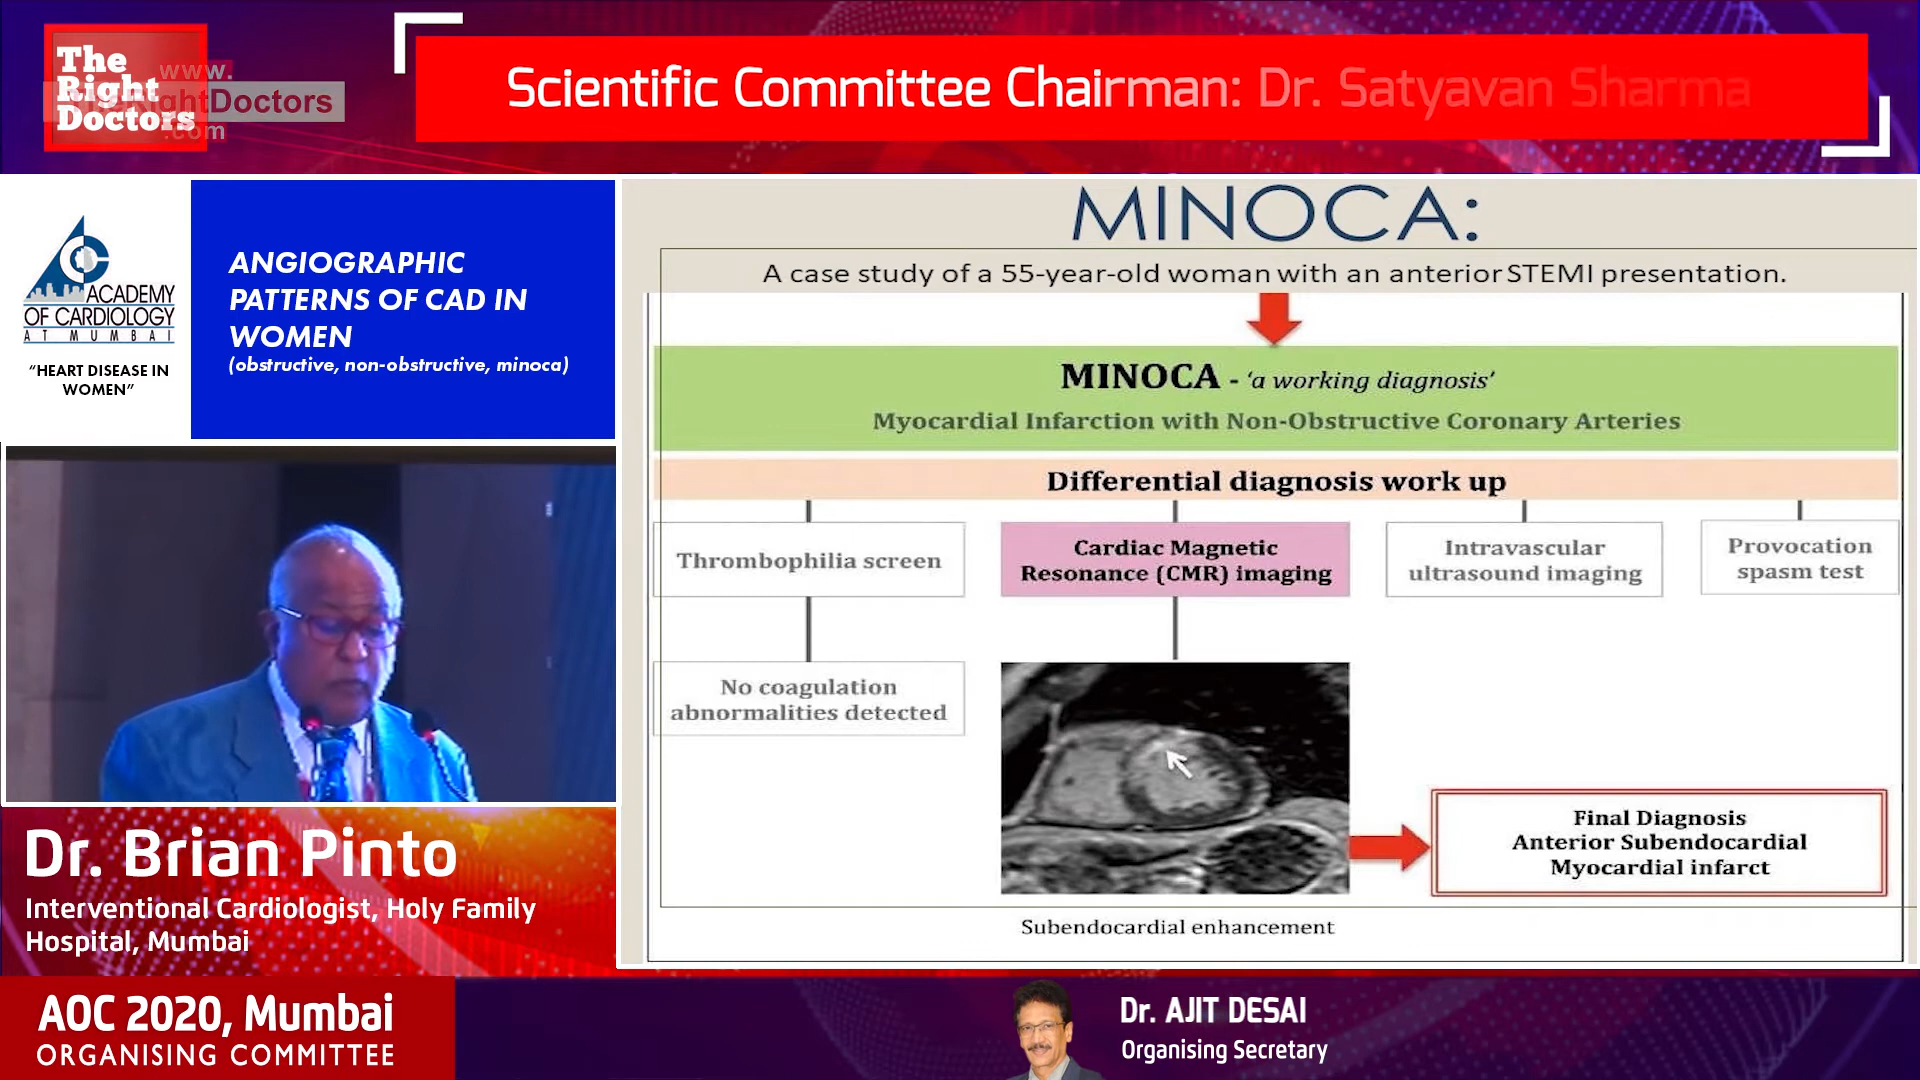 The
Right
Doctors
www.
TheRightDoctors
.com
Scientific Committee Chairman: Dr. Satyavan Sharma
ACADEMY
OF CARDIOLOGY
AT MUMBAI
“HEART DISEASE IN
WOMEN”
ANGIOGRAPHIC
PATTERNS OF CAD IN
WOMEN
(obstructive, non-obstructive, minoca)
MINOCA:
A case study of a 55-year-old woman with an anterior STEMI presentation.
MINOCA - ‘a working diagnosis’
Myocardial Infarction with Non-Obstructive Coronary Arteries
Differential diagnosis work up
Thrombophilia screen
Cardiac Magnetic
Resonance (CMR) imaging
Intravascular
ultrasound imaging
Provocation
spasm test
No coagulation
abnormalities detected
Final Diagnosis
Anterior Subendocardial
Myocardial infarct
Subendocardial enhancement
Dr. Brian Pinto
Interventional Cardiologist, Holy Family
Hospital, Mumbai
AOC 2020, Mumbai
ORGANISING COMMITTEE
Dr. AJIT DESAI
Organising Secretary